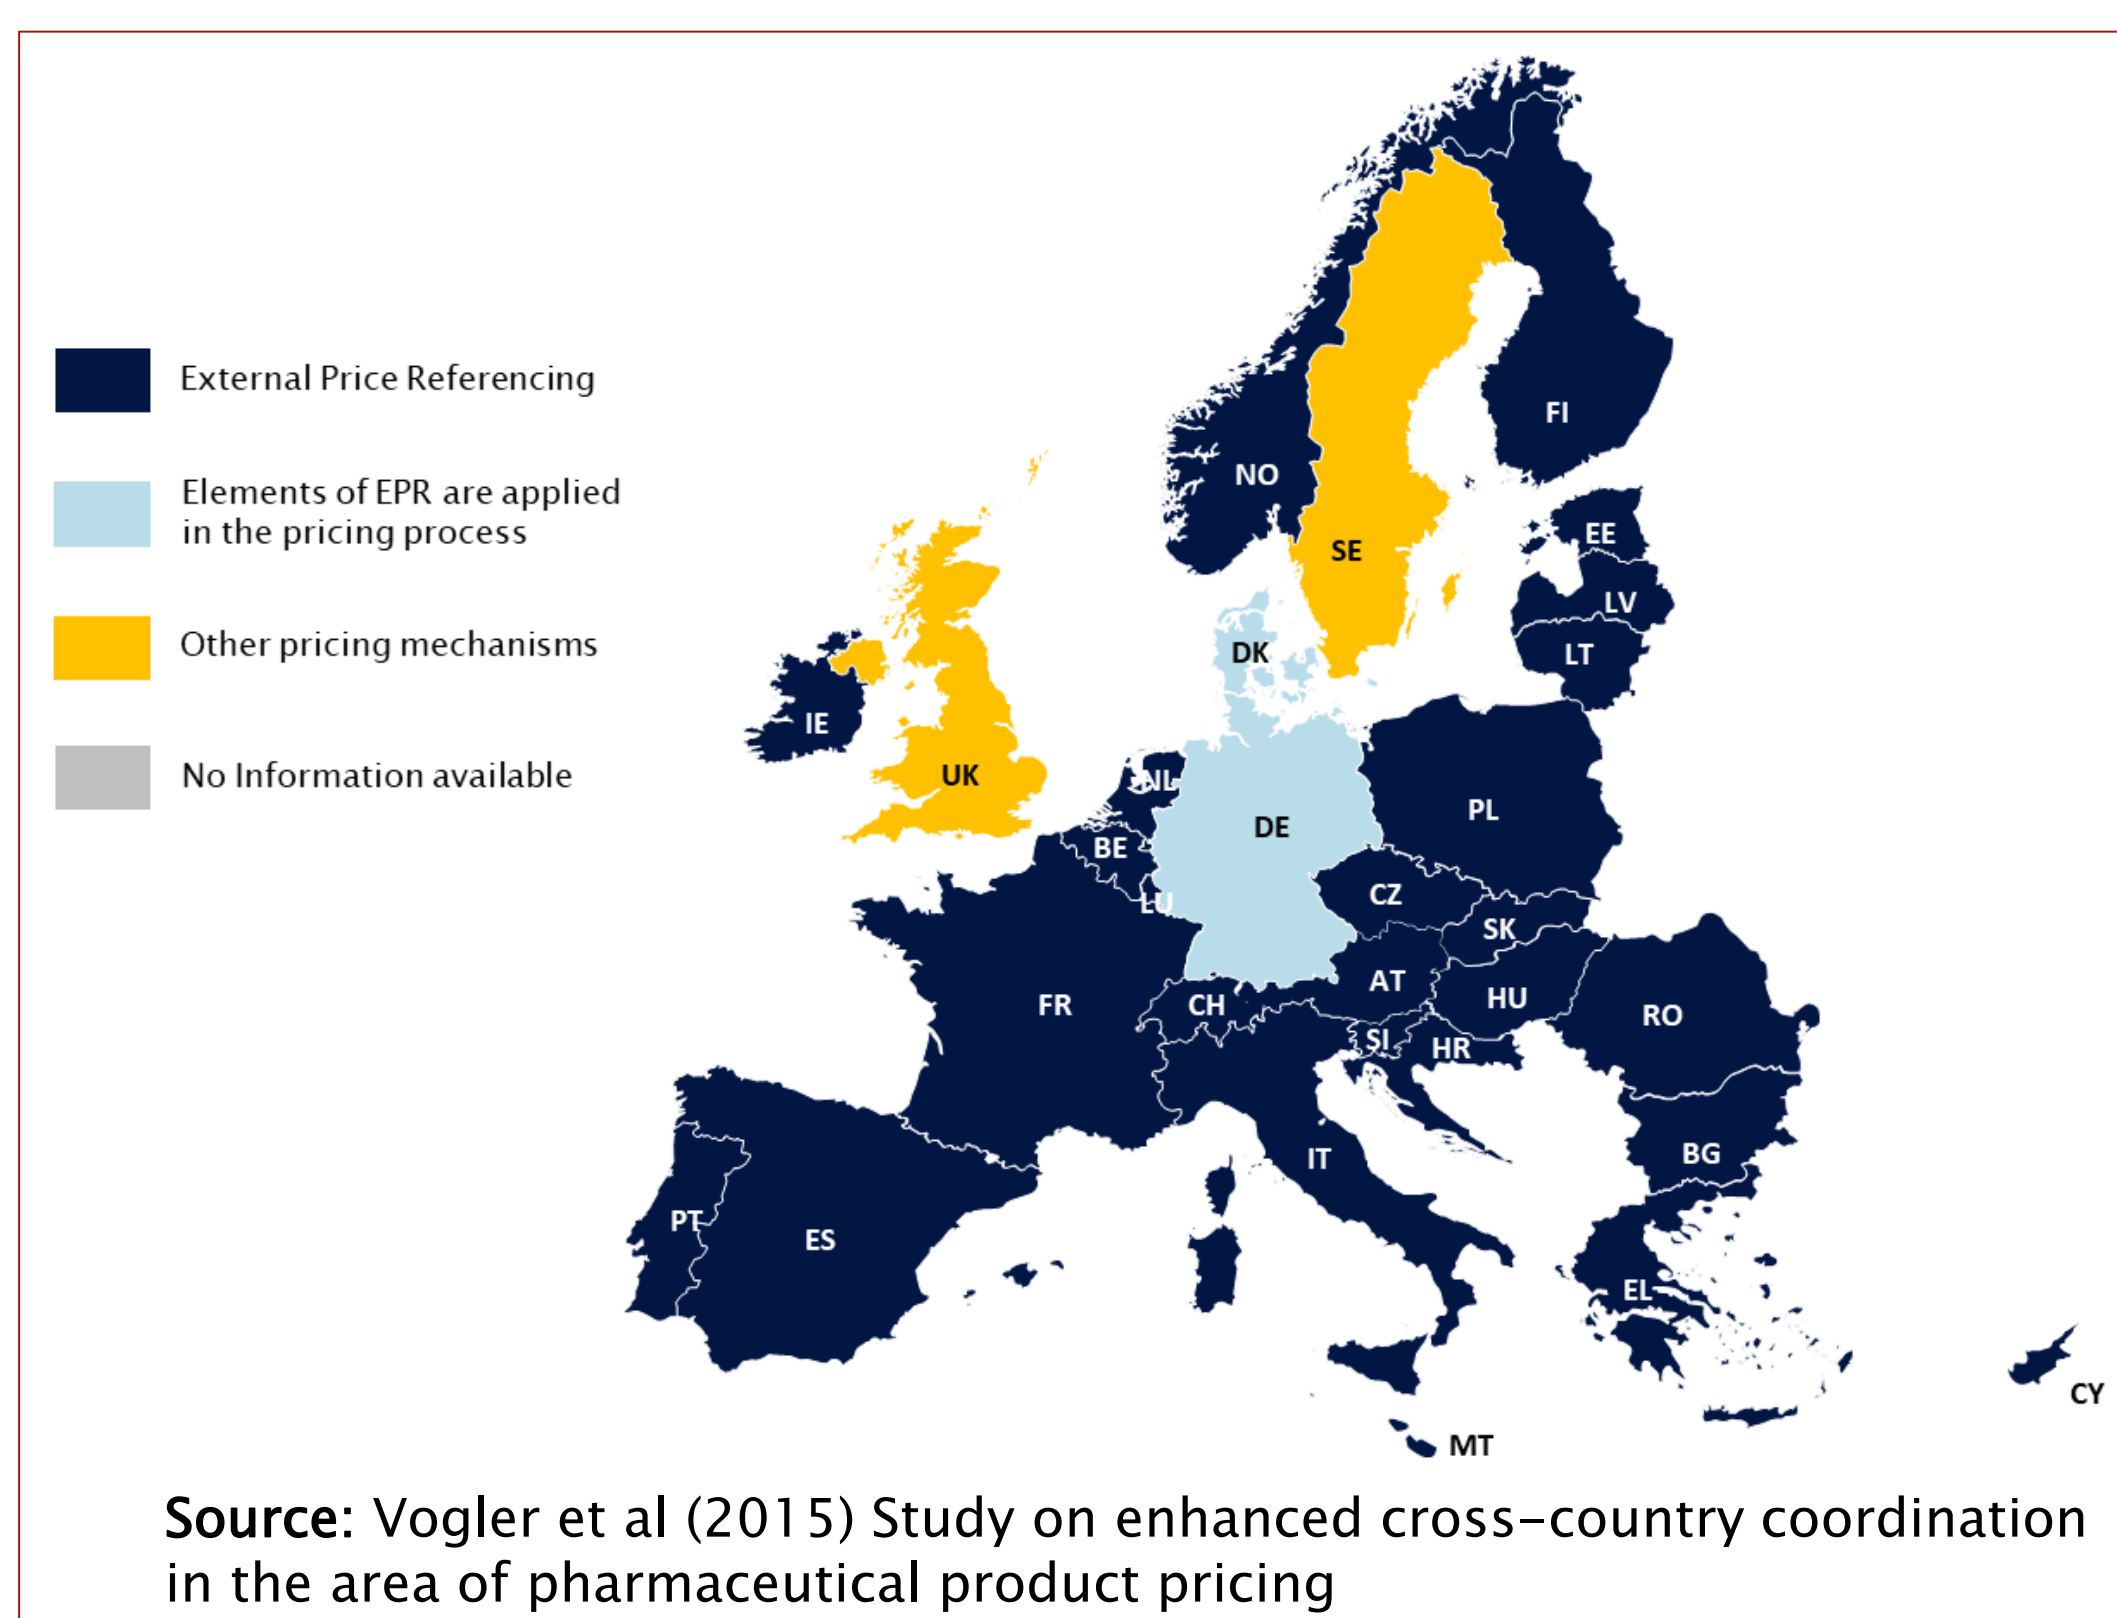 External Price Referencing
Elements of EPR are applied
in the pricing process
Other pricing mechanisms
No Information available
FI
NO
EE
SE
LV
DK
LT
IE
UK
NL
PL
DE
BE
CZ
LU
SK
AT
HU
FR
CH
RO
SI
HR
BG
IT
PT
ES
EL
CY
MT
Source: Vogler et al (2015) Study on enhanced cross-country coordination
in the area of pharmaceutical product pricing